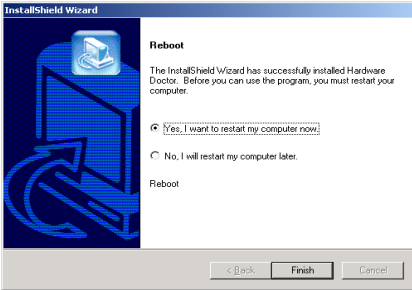 InstallShield Wizard
Reboot
The InstallShield Wizard has successfully installed Hardware
Doctor. Before you can use the program, you must restart your
computer.
Yes, I want to restart my computer now.
No, I will restart my computer later.
Reboot
< Back
Finish
Cancel